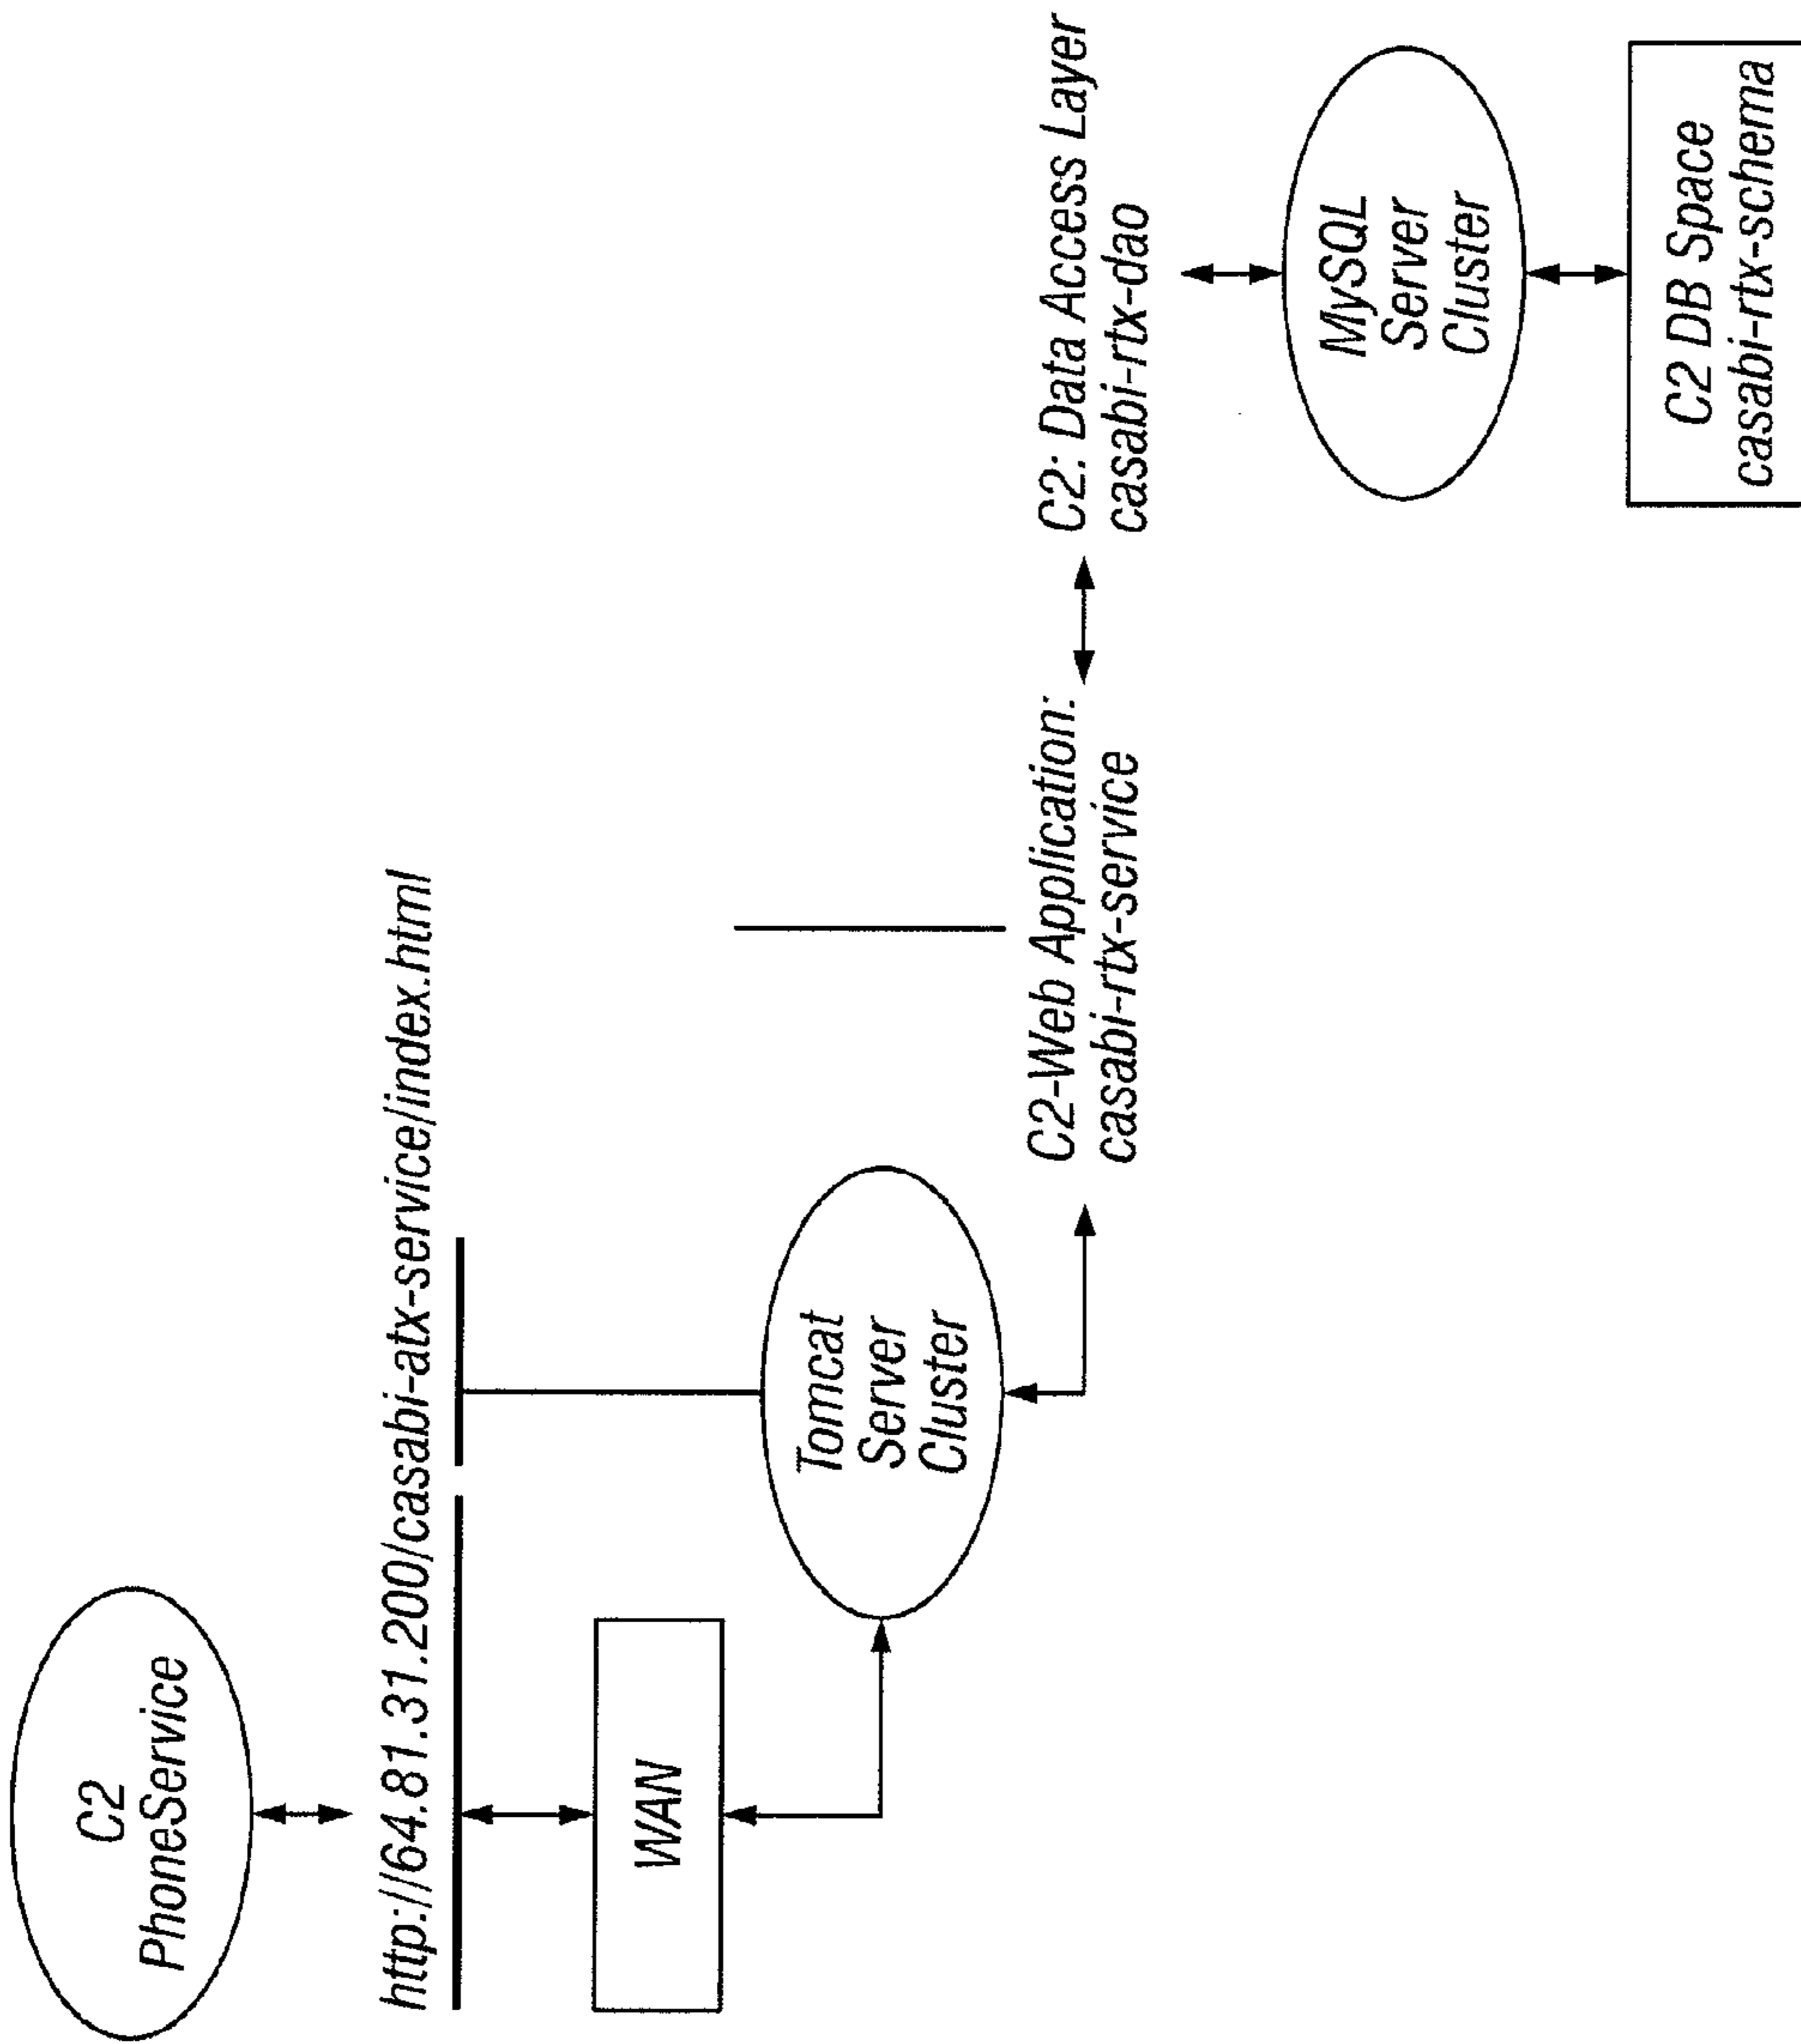 C2
PhoneService
http://64.81.31.200/casabi-atx-service/index.html
WAN
Tomcat
Server
Cluster
C2-Web Application:
casabi-rtx-service
C2: Data Access Layer
casabi-rtx-dao
MySQL
Server
Cluster
C2 DB Space
casabi-rtx-schema